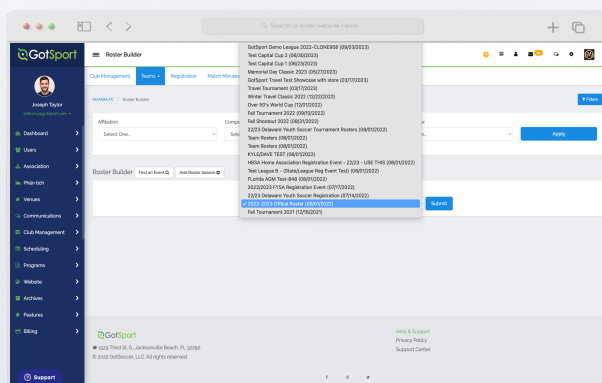 Search or enter website name
GotSport
Roster Builder
Joseph Taylor
Club Management Teams Registration Match Minutes
MAMBA FC Roster Builder
Filters
Affiliation
Select One..
Apply
Roster Builder Find an Event Add Roster Season
GotSport Demo League 2022-CLONE958 (09/03/2023)
Test Capital Cup 2 (06/30/2023)
Test Capital Cup 1 (06/23/2023)
Memorial Day Classic 2023 (05/27/2023)
GotSport Travel Test Showcase with store (03/17/2023)
Travel Tournament (03/17/2023)
Winter Travel Classic 2022 (12/22/2022)
Over 50's World Cup (12/01/2022)
Fall Tournament 2022 (09/10/2022)
Fall Shootout 2022 (08/31/2022)
22/23 Delaware Youth Soccer Tournament Rosters (08/01/2022)
Team Rosters (08/01/2022)
Team Rosters (08/01/2022)
KYLE/DAVE TEST (08/01/2022)
HBSA Home Association Registration Event - 22/23 - USE THIS (08/01/2022)
Test League B - (State/League Reg Event Test) (08/01/2022)
FLorida AGM Test-848 (08/01/2022)
2022/2023 FYSA Registration Event (07/17/2022)
22/23 Delaware Youth Soccer Registration (07/14/2022)
✓ 2022-2023 Offical Roster (06/01/2022)
Fall Tournament 2021 (12/18/2021)
Submit
Dashboard
Users
Association
Phân tích
Venues
Communications
Club Management
Scheduling
Programs
Website
Archives
Features
Billing
Support
GotSport
1529 Third St. S., Jacksonville Beach, FL 32250
© 2022 GotSoccer, LLC. All rights reserved.
Help & Support
Privacy Policy
Support Center